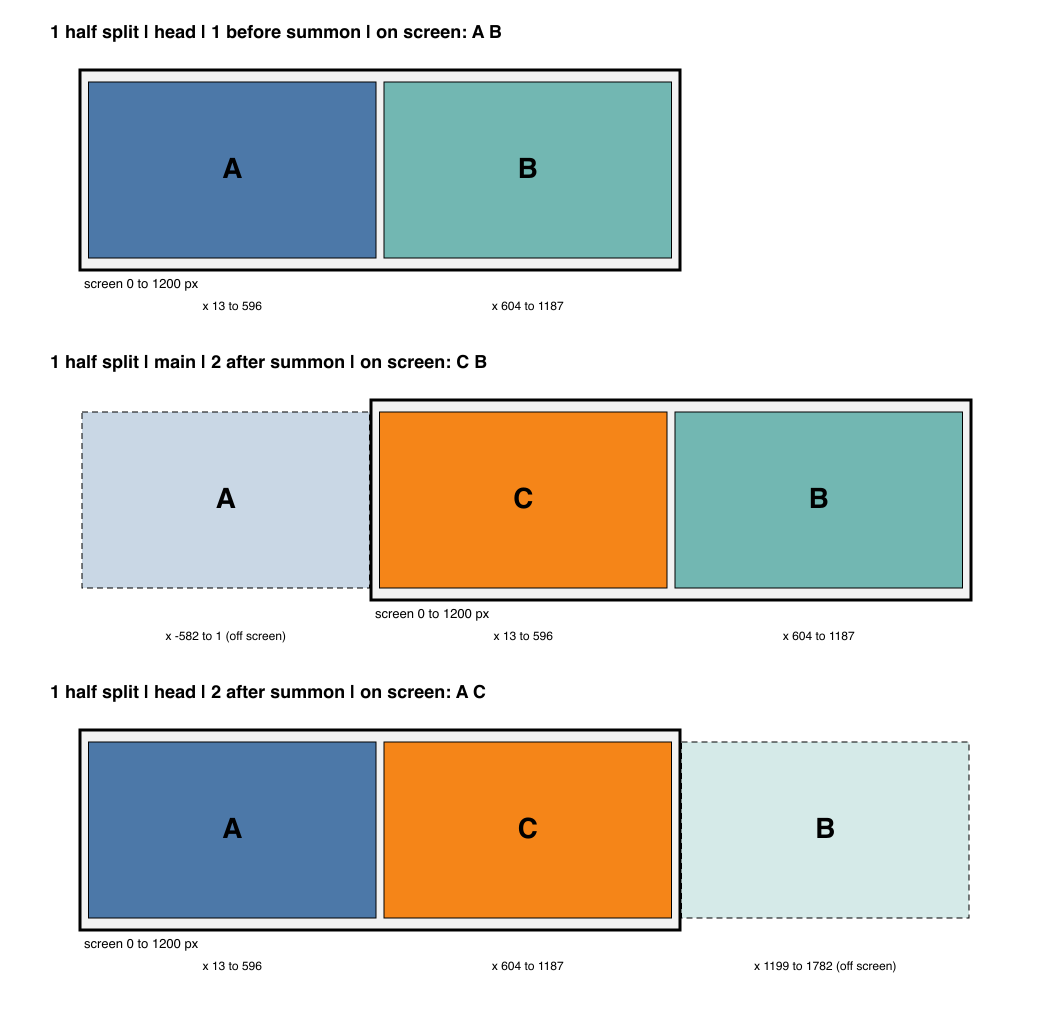 1 half split | head | 1 before summon | on screen: A B
A
B
screen 0 to 1200 px
x 13 to 596
x 604 to 1187
1 half split | main | 2 after summon | on screen: C B
A
C
B
screen 0 to 1200 px
x -582 to 1 (off screen)
x 13 to 596
x 604 to 1187
1 half split | head | 2 after summon | on screen: A C
A
C
B
screen 0 to 1200 px
x 13 to 596
x 604 to 1187
x 1199 to 1782 (off screen)